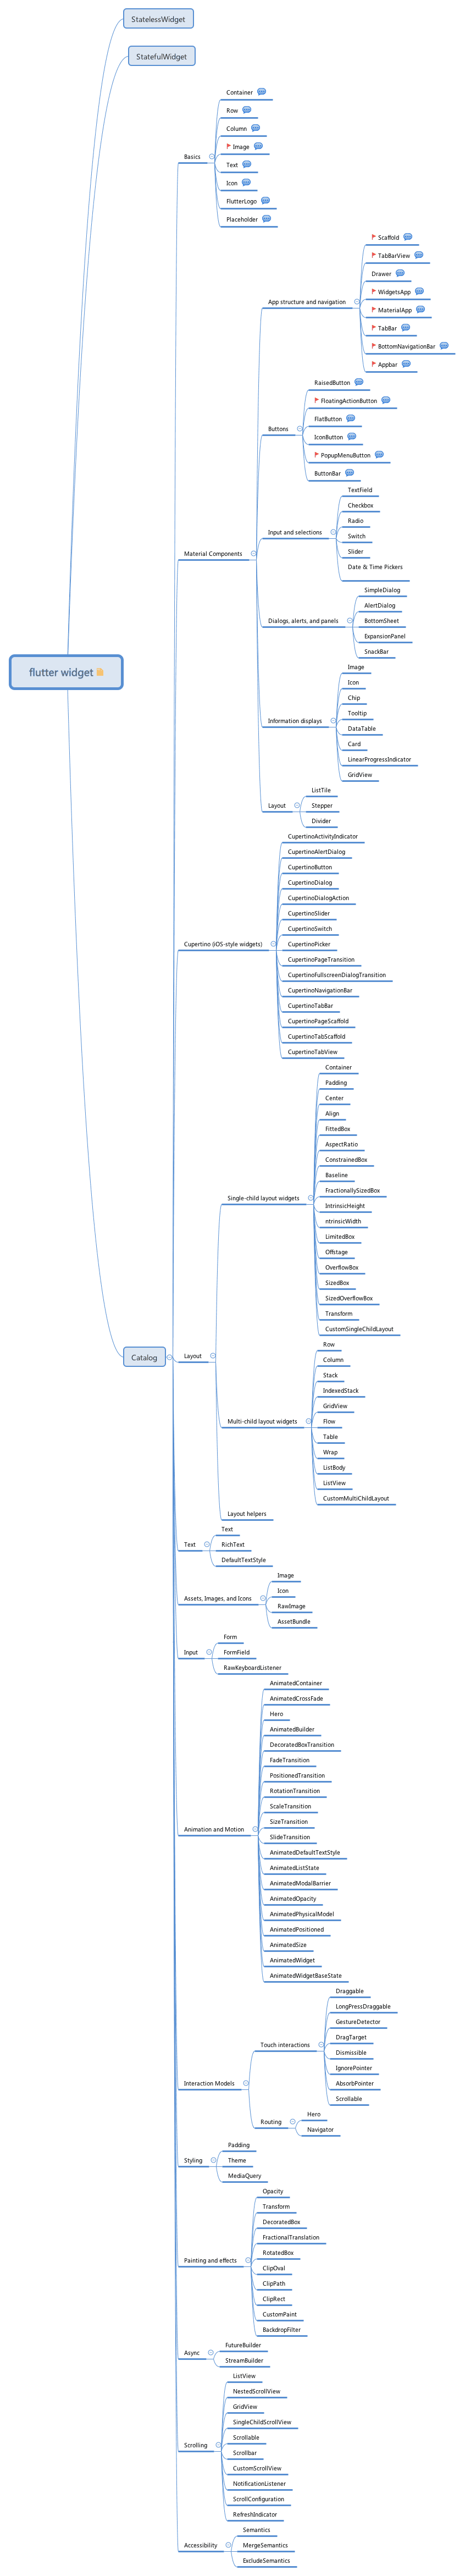 StatelessWidget
StatefulWidget
flutter widget
Catalog
Basics
Container
Row
Column
Image
Text
Icon
FlutterLogo
Placeholder
Material Components
App structure and navigation
Scaffold
TabBarView
Drawer
WidgetsApp
MaterialApp
TabBar
BottomNavigationBar
Appbar
Buttons
RaisedButton
FloatingActionButton
FlatButton
IconButton
PopupMenuButton
ButtonBar
Input and selections
TextField
Checkbox
Radio
Switch
Slider
Date & Time Pickers
Dialogs, alerts, and panels
SimpleDialog
AlertDialog
BottomSheet
ExpansionPanel
SnackBar
Information displays
Image
Icon
Chip
Tooltip
DataTable
Card
LinearProgressIndicator
GridView
Layout
ListTile
Stepper
Divider
Cupertino (iOS-style widgets)
CupertinoActivityIndicator
CupertinoAlertDialog
CupertinoButton
CupertinoDialog
CupertinoDialogAction
CupertinoSlider
CupertinoSwitch
CupertinoPicker
CupertinoPageTransition
CupertinoFullscreenDialogTransition
CupertinoNavigationBar
CupertinoTabBar
CupertinoPageScaffold
CupertinoTabScaffold
CupertinoTabView
Layout
Single-child layout widgets
Container
Padding
Center
Align
FittedBox
AspectRatio
ConstrainedBox
Baseline
FractionallySizedBox
IntrinsicHeight
ntrinsicWidth
LimitedBox
Offstage
OverflowBox
SizedBox
SizedOverflowBox
Transform
CustomSingleChildLayout
Multi-child layout widgets
Row
Column
Stack
IndexedStack
GridView
Flow
Table
Wrap
ListBody
ListView
CustomMultiChildLayout
Layout helpers
Text
Text
RichText
DefaultTextStyle
Assets, Images, and Icons
Image
Icon
RawImage
AssetBundle
Input
Form
FormField
RawKeyboardListener
Animation and Motion
AnimatedContainer
AnimatedCrossFade
Hero
AnimatedBuilder
DecoratedBoxTransition
FadeTransition
PositionedTransition
RotationTransition
ScaleTransition
SizeTransition
SlideTransition
AnimatedDefaultTextStyle
AnimatedListState
AnimatedModalBarrier
AnimatedOpacity
AnimatedPhysicalModel
AnimatedPositioned
AnimatedSize
AnimatedWidget
AnimatedWidgetBaseState
Interaction Models
Touch interactions
Draggable
LongPressDraggable
GestureDetector
DragTarget
Dismissible
IgnorePointer
AbsorbPointer
Scrollable
Routing
Hero
Navigator
Styling
Padding
Theme
MediaQuery
Painting and effects
Opacity
Transform
DecoratedBox
FractionalTranslation
RotatedBox
ClipOval
ClipPath
ClipRect
CustomPaint
BackdropFilter
Async
FutureBuilder
StreamBuilder
Scrolling
ListView
NestedScrollView
GridView
SingleChildScrollView
Scrollable
Scrollbar
CustomScrollView
NotificationListener
ScrollConfiguration
RefreshIndicator
Accessibility
Semantics
MergeSemantics
ExcludeSemantics